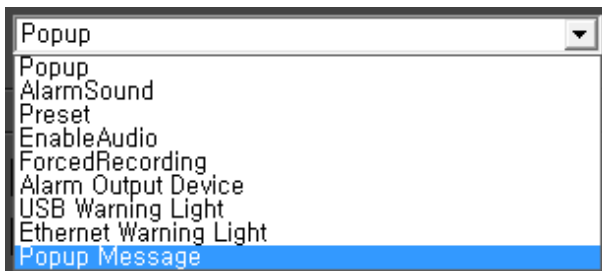 Popup
Popup
AlarmSound
Preset
EnableAudio
ForcedRecording
Alarm Output Device
USB Warning Light
Ethernet Warning Light
Popup Message